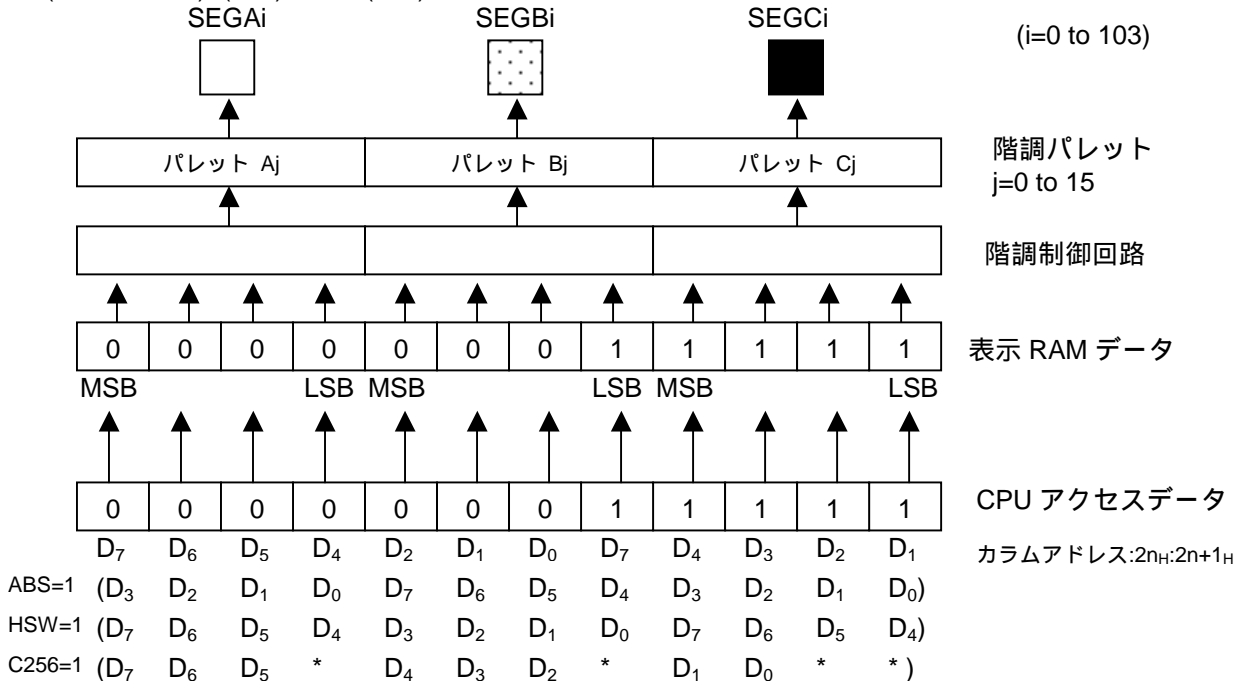 SEGAi SEGBi SEGCi (i=0 to 103)
パレット Aj パレット Bj パレット Cj 階調パレット
j=0 to 15
階調制御回路
0 0 0 0 0 0 0 1 1 1 1 1 表示 RAM データ
MSB LSB MSB LSB MSB LSB
0 0 0 0 0 0 0 1 1 1 1 1 CPU アクセスデータ
D7 D6 D5 D4 D2 D1 D0 D7 D4 D3 D2 D1 カラムアドレス:2nH:2n+1H
ABS=1 (D3 D2 D1 D0 D7 D6 D5 D4 D3 D2 D1 D0)
HSW=1 (D7 D6 D5 D4 D3 D2 D1 D0 D7 D6 D5 D4)
C256=1 (D7 D6 D5 * D4 D3 D2 * D1 D0 * * )